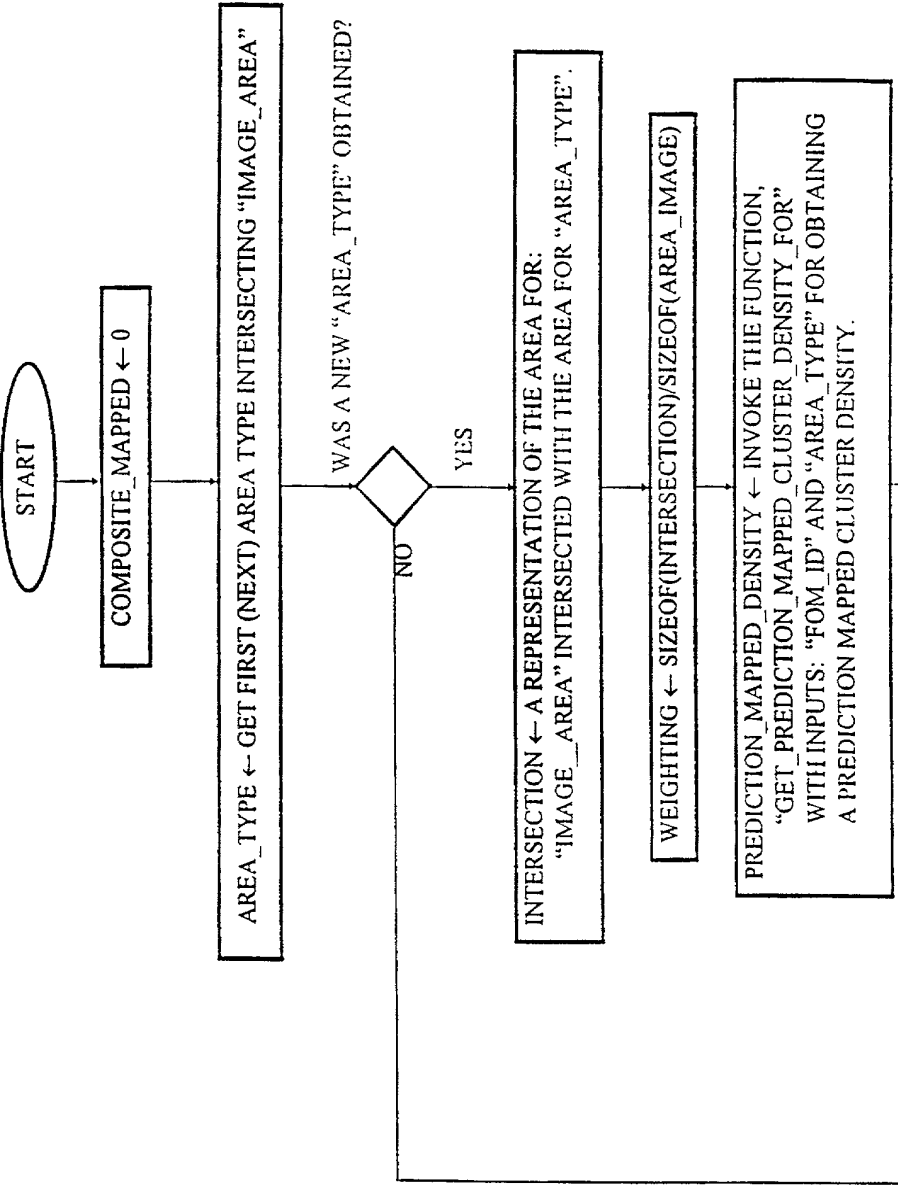 START
COMPOSITE_MAPPED ← 0
AREA_TYPE ← GET FIRST (NEXT) AREA TYPE INTERSECTING “IMAGE_AREA”
WAS A NEW “AREA_TYPE” OBTAINED?
NO
YES
INTERSECTION ← A REPRESENTATION OF THE AREA FOR:
“IMAGE__AREA” INTERSECTED WITH THE AREA FOR “AREA_TYPE”.
WEIGHTING ← SIZEOF(INTERSECTION)/SIZEOF(AREA_IMAGE)
PREDICTION_MAPPED_DENSITY ← INVOKE THE FUNCTION,
“GET_PREDICTION_MAPPED_CLUSTER_DENSITY_FOR”
WITH INPUTS: “FOM_ID” AND “AREA_TYPE” FOR OBTAINING
A PREDICTION MAPPED CLUSTER DENSITY.